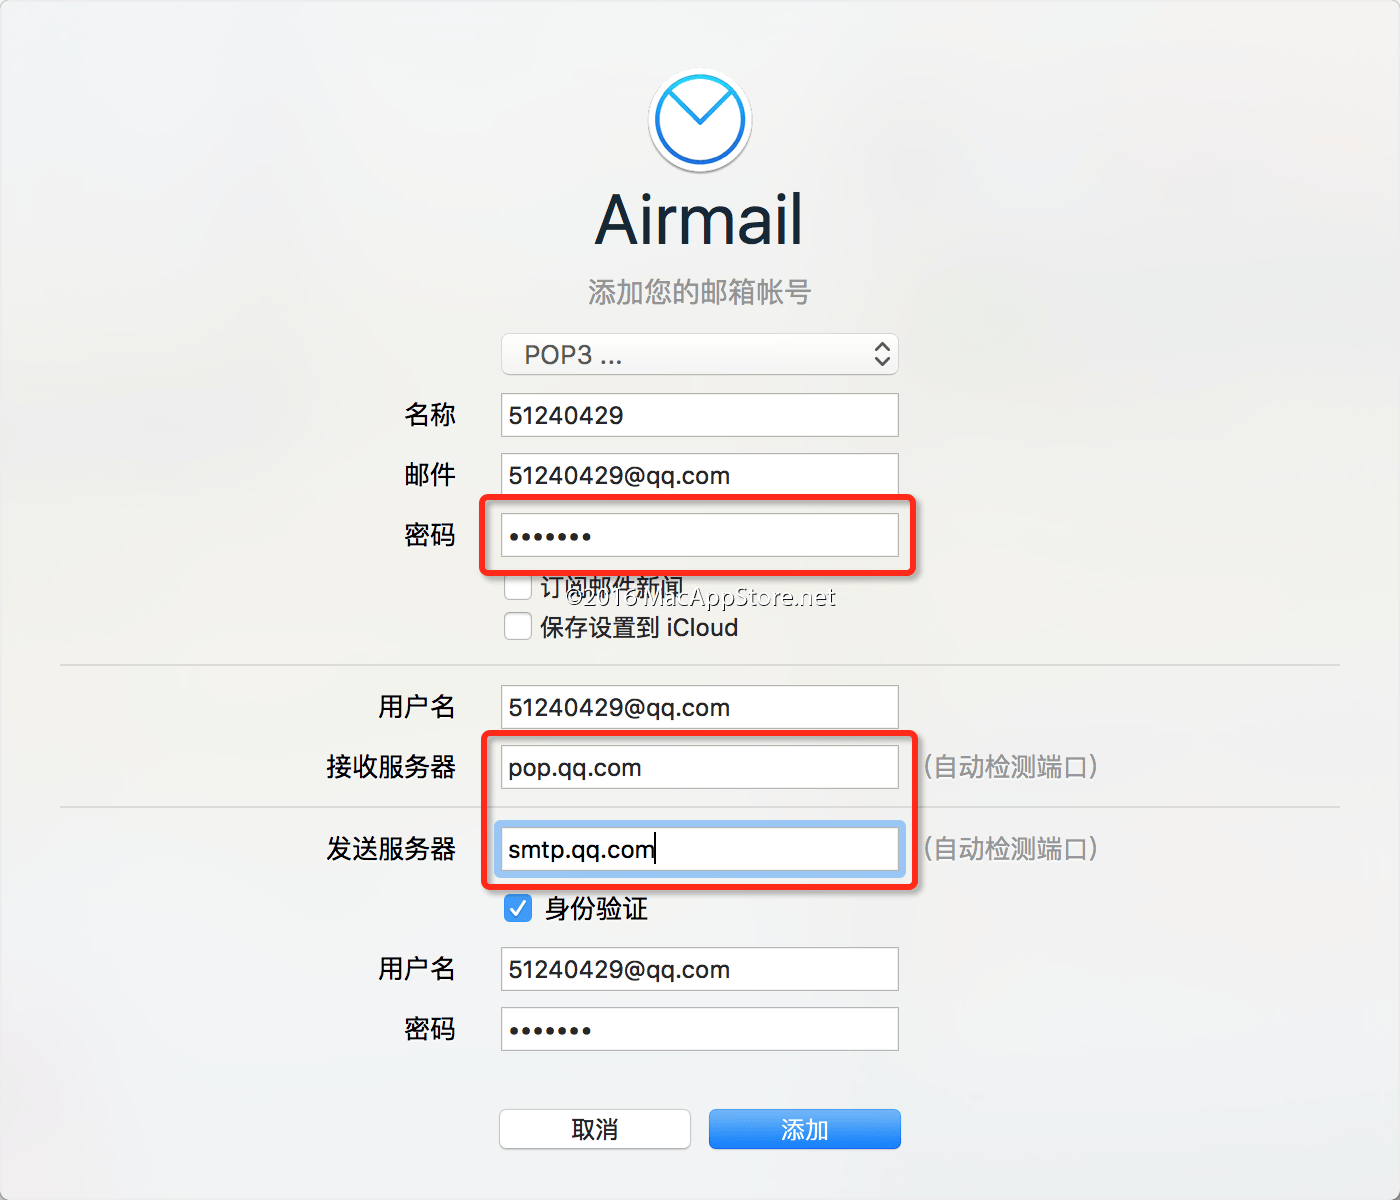 Airmail
添加您的邮箱帐号
POP3 ...
名称 51240429
邮件 51240429@qq.com
密码 •••••••
订阅邮件新闻
©2016 MacAppStore.net
保存设置到 iCloud
用户名 51240429@qq.com
接收服务器 pop.qq.com (自动检测端口)
发送服务器 smtp.qq.com (自动检测端口)
身份验证
用户名 51240429@qq.com
密码 •••••••
取消 添加